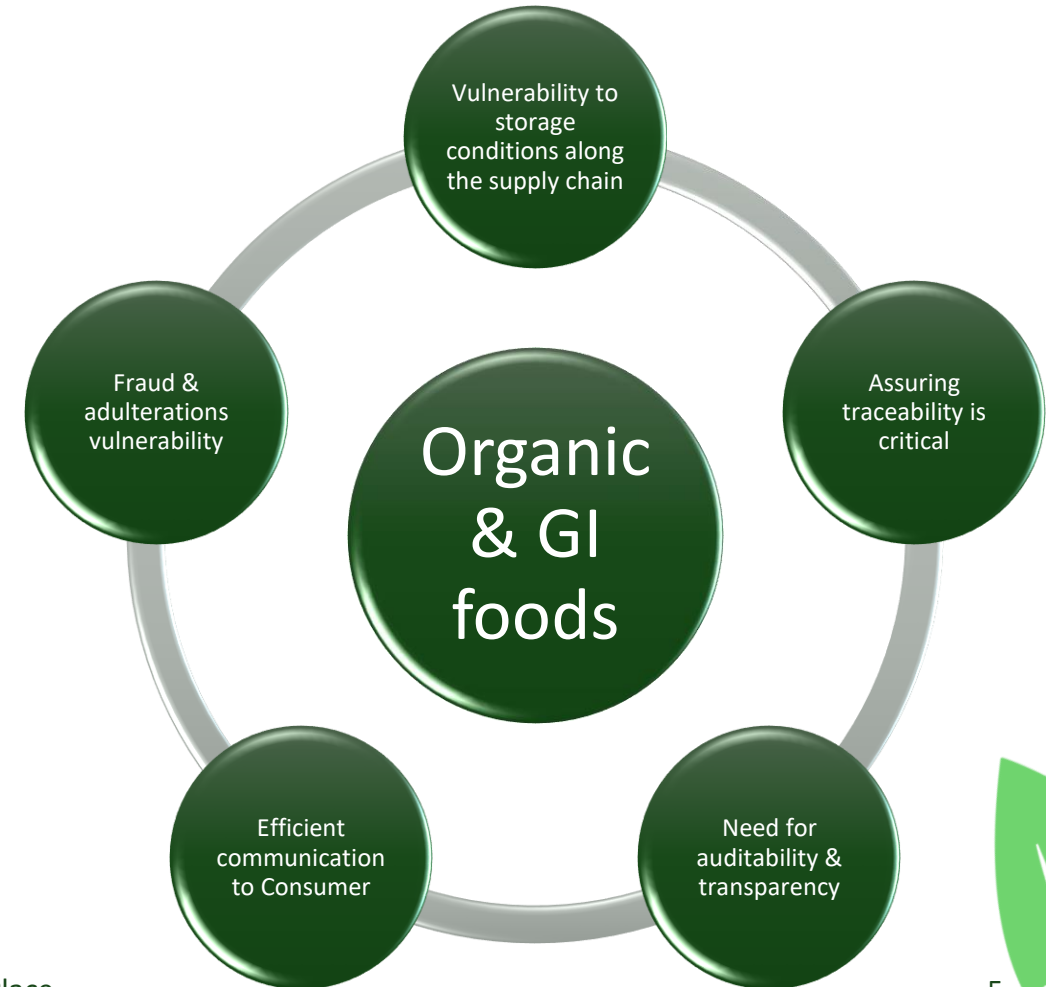 Vulnerability to
storage
conditions along
the supply chain
Fraud &
adulterations
vulnerability
Assuring
traceability is
critical
Organic
& GI
foods
Efficient
communication
to Consumer
Need for
auditability &
transparency